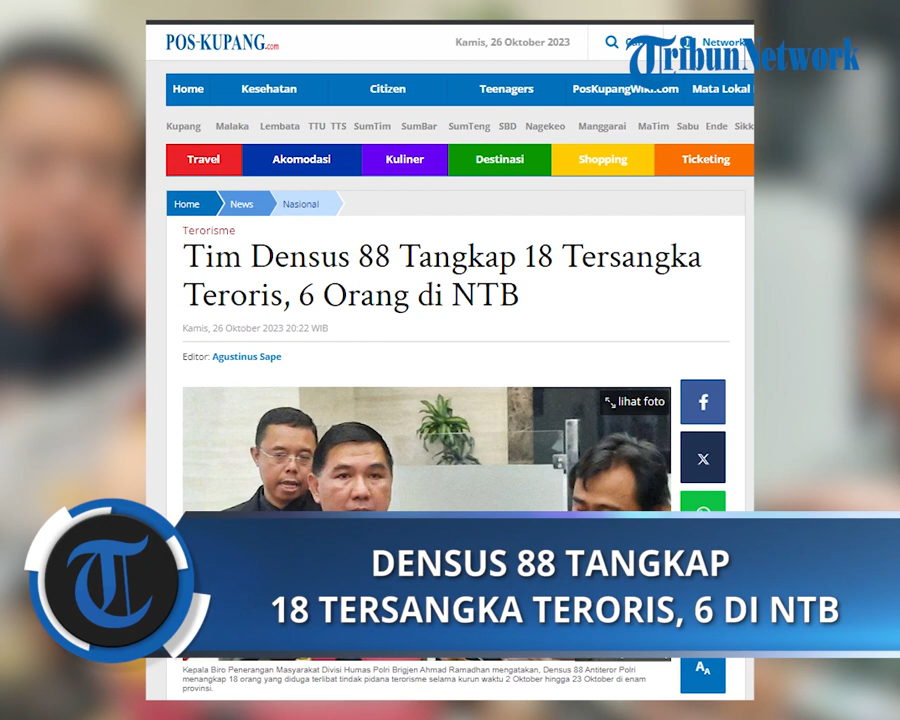 POS-KUPANG.com
Kamis, 26 Oktober 2023
Network
TribunNetwork
Home Kesehatan Citizen Teenagers PosKupangWiki.com Mata Lokal
Kupang Malaka Lembata TTU TTS SumTim SumBar SumTeng SBD Nagekeo Manggarai MaTim Sabu Ende Sikk
Travel Akomodasi Kuliner Destinasi Shopping Ticketing
Home News Nasional
Terorisme
Tim Densus 88 Tangkap 18 Tersangka
Teroris, 6 Orang di NTB
Kamis, 26 Oktober 2023 20:22 WIB
Editor: Agustinus Sape
lihat foto
DENSUS 88 TANGKAP
18 TERSANGKA TERORIS, 6 DI NTB
Kepala Biro Penerangan Masyarakat Divisi Humas Polri Brigjen Ahmad Ramadhan mengatakan, Densus 88 Antiteror Polri
menangkap 18 orang yang diduga terlibat tindak pidana terorisme selama kurun waktu 2 Oktober hingga 23 Oktober di enam
provinsi.
AA